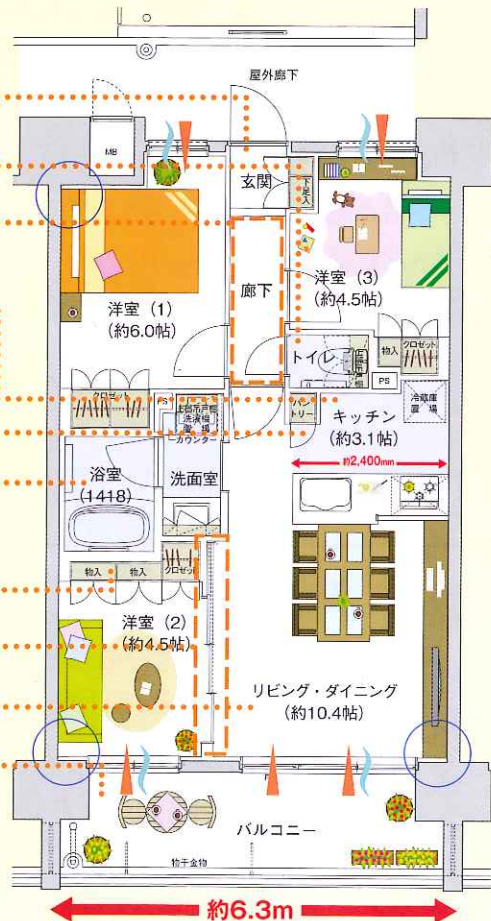 屋外廊下
MB
玄関
下足入
洋室（1）
（約6.0帖）
廊下
洋室（3）
（約4.5帖）
トイレ
物入
クロゼット
PS
クロゼット
PS
パントリー
キッチン
（約3.1帖）
冷蔵庫
置場
約2,400mm
洗濯機
置場
カウンター
浴室
（1418）
洗面室
物入
物入
クロゼット
洋室（2）
（約4.5帖）
リビング・ダイニング
（約10.4帖）
バルコニー
物干金物
約6.3m